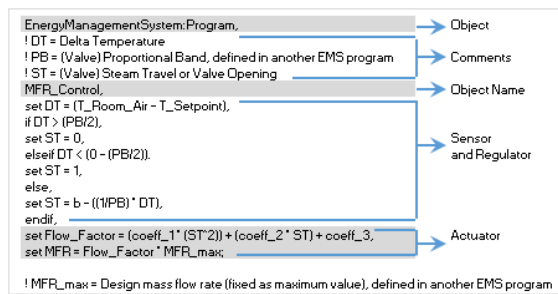 EnergyManagementSystem:Program,
Object
! DT = Delta Temperature
! PB = (Valve) Proportional Band, defined in another EMS program
Comments
! ST = (Valve) Steam Travel or Valve Opening
MFR_Control,
Object Name
set DT = (T_Room_Air - T_Setpoint),
if DT > (PB/2),
set ST = 0,
Sensor
elseif DT < (0 - (PB/2)).
and Regulator
set ST = 1,
else,
set ST = b - ((1/PB) * DT),
endif,
set Flow_Factor = (coeff_1 * (ST^2)) + (coeff_2 * ST) + coeff_3,
Actuator
set MFR = Flow_Factor * MFR_max;
! MFR_max = Design mass flow rate (fixed as maximum value), defined in another EMS program